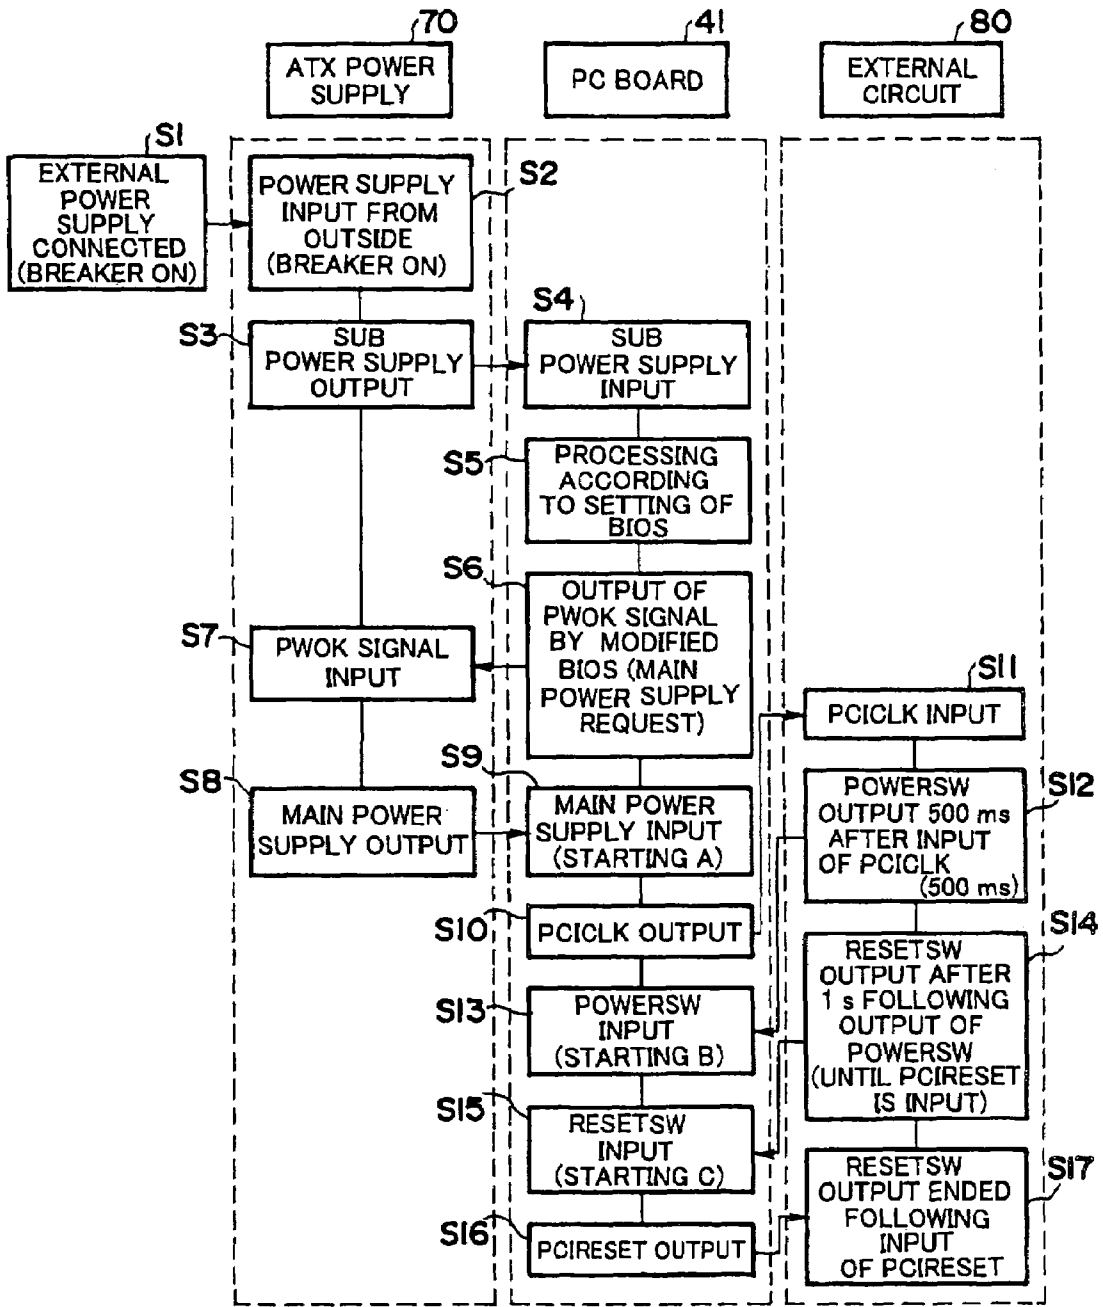 70
41
80
ATX POWER
SUPPLY
PC BOARD
EXTERNAL
CIRCUIT
S1
EXTERNAL
POWER
SUPPLY
CONNECTED
(BREAKER ON)
S2
POWER SUPPLY
INPUT FROM
OUTSIDE
(BREAKER ON)
S3
SUB
POWER SUPPLY
OUTPUT
S4
SUB
POWER SUPPLY
INPUT
S5
PROCESSING
ACCORDING
TO SETTING OF
BIOS
S6
OUTPUT OF
PWOK SIGNAL
BY MODIFIED
BIOS (MAIN
POWER SUPPLY
REQUEST)
S7
PWOK SIGNAL
INPUT
S8
MAIN POWER
SUPPLY OUTPUT
S9
MAIN POWER
SUPPLY INPUT
(STARTING A)
S10
PCICLK OUTPUT
S11
PCICLK INPUT
S12
POWERSW
OUTPUT 500 ms
AFTER INPUT
OF PCICLK
(500 ms)
S13
POWERSW
INPUT
(STARTING B)
S14
RESETSW
OUTPUT AFTER
1 s FOLLOWING
OUTPUT OF
POWERSW
(UNTIL PCIRESET
IS INPUT)
S15
RESETSW
INPUT
(STARTING C)
S16
PCIRESET OUTPUT
S17
RESETSW
OUTPUT ENDED
FOLLOWING
INPUT
OF PCIRESET